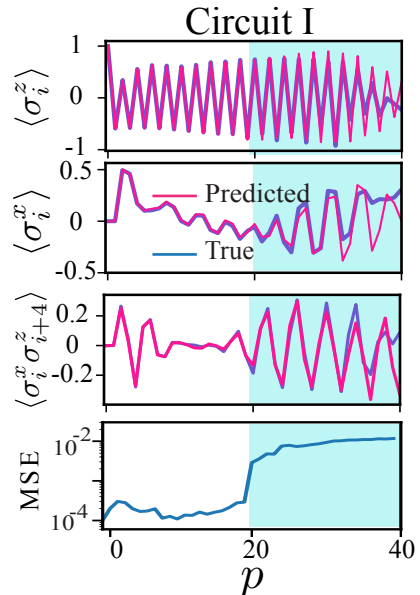 Circuit I
⟨σ_i^z⟩
1
0
-1
⟨σ_i^x⟩
0.5
0
-0.5
Predicted
True
⟨σ_i^x σ_{i+4}^z⟩
0.2
0
-0.2
MSE
10^-2
10^-4
0
20
40
p